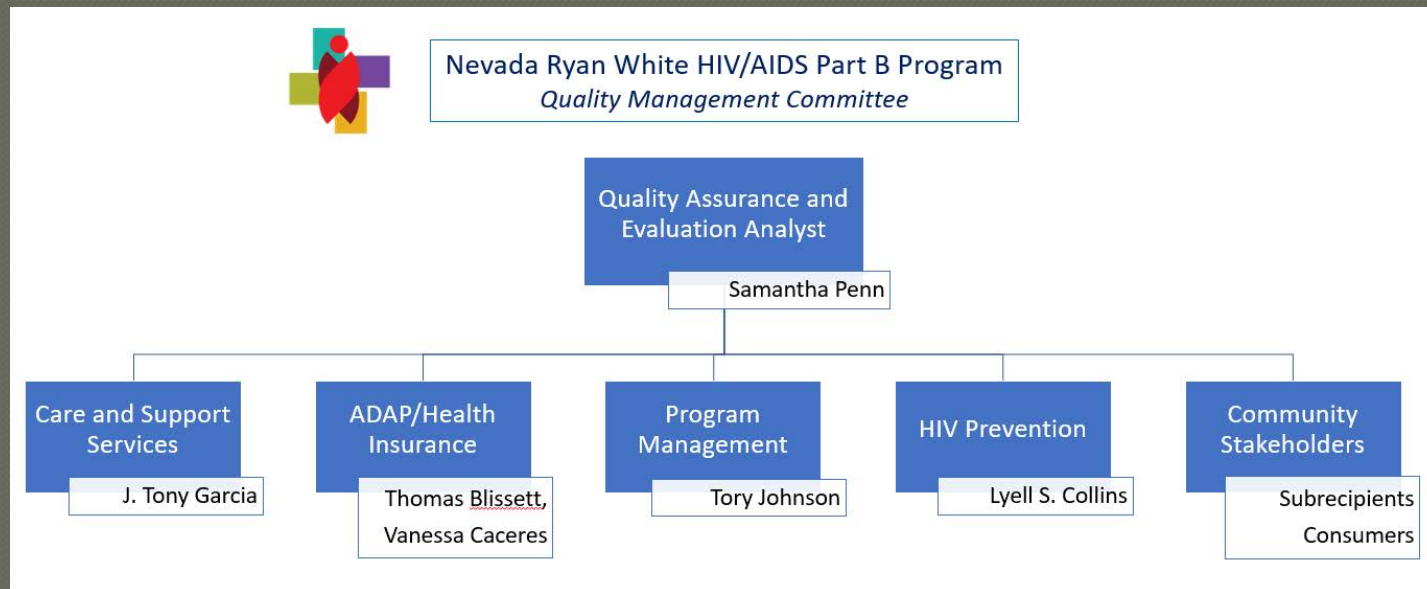 Nevada Ryan White HIV/AIDS Part B Program
Quality Management Committee
Quality Assurance and
Evaluation Analyst
Samantha Penn
Care and Support
Services
J. Tony Garcia
ADAP/Health
Insurance
Thomas Blissett,
Vanessa Caceres
Program
Management
Tory Johnson
HIV Prevention
Lyell S. Collins
Community
Stakeholders
Subrecipients
Consumers